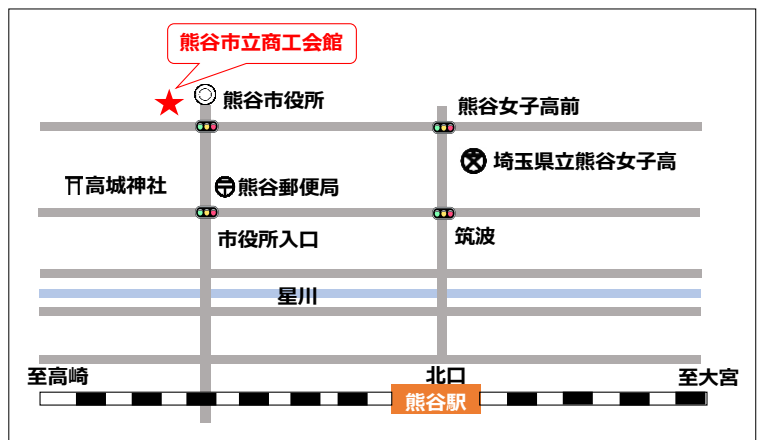 熊谷市立商工会館
熊谷市役所
熊谷女子高前
埼玉県立熊谷女子高
高城神社
熊谷郵便局
市役所入口
筑波
星川
至高崎
北口
至大宮
熊谷駅